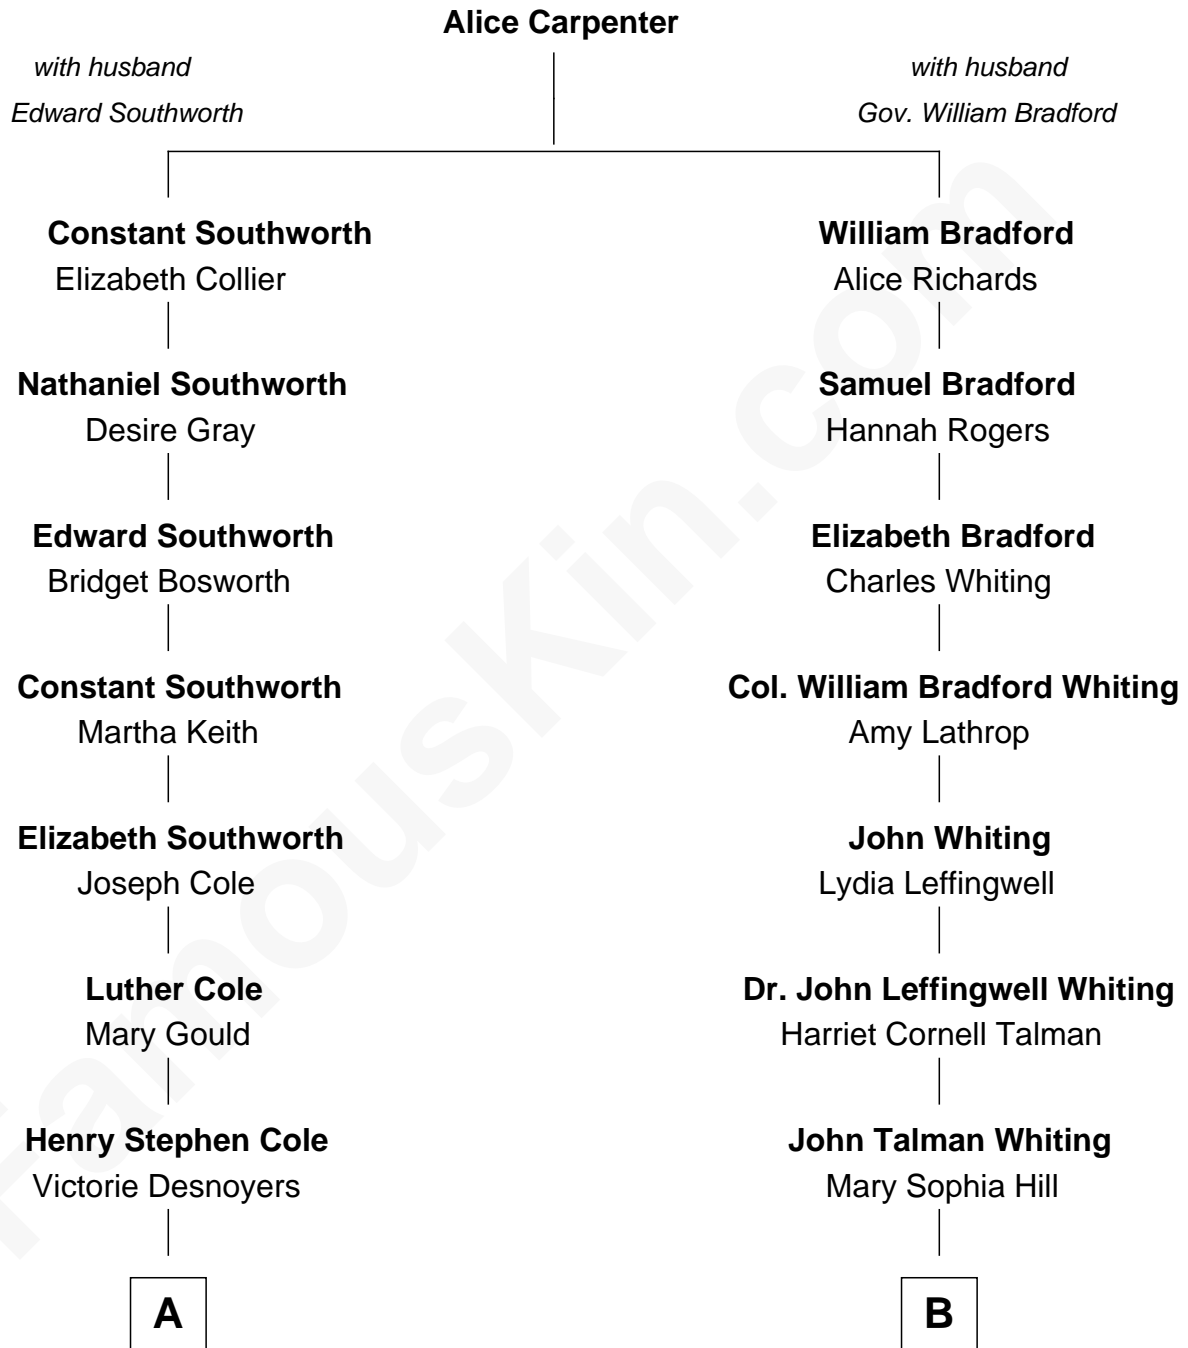 Alice Carpenter
with husband
Edward Southworth
with husband
Gov. William Bradford
Constant Southworth
Elizabeth Collier
William Bradford
Alice Richards
Nathaniel Southworth
Desire Gray
Samuel Bradford
Hannah Rogers
Edward Southworth
Bridget Bosworth
Elizabeth Bradford
Charles Whiting
Constant Southworth
Martha Keith
Col. William Bradford Whiting
Amy Lathrop
Elizabeth Southworth
Joseph Cole
John Whiting
Lydia Leffingwell
Luther Cole
Mary Gould
Dr. John Leffingwell Whiting
Harriet Cornell Talman
Henry Stephen Cole
Victorie Desnoyers
John Talman Whiting
Mary Sophia Hill
A
B
FamousKin.com